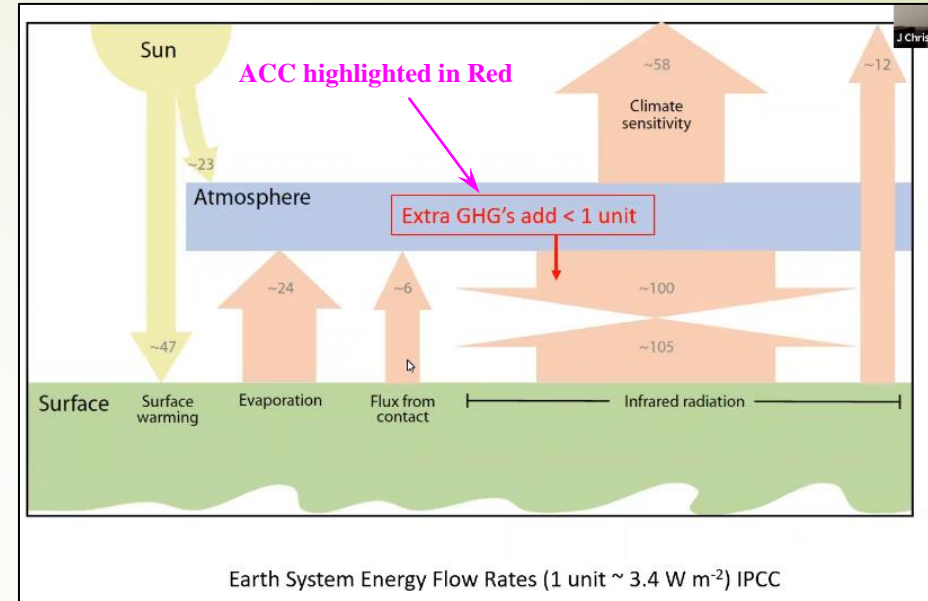 J Chris
Sun
ACC highlighted in Red
~58
~12
Climate
sensitivity
~23
Atmosphere
Extra GHG's add < 1 unit
~24
~6
~100
~47
~105
Surface
Surface
warming
Evaporation
Flux from
contact
Infrared radiation
Earth System Energy Flow Rates (1 unit ~ 3.4 W m⁻²) IPCC